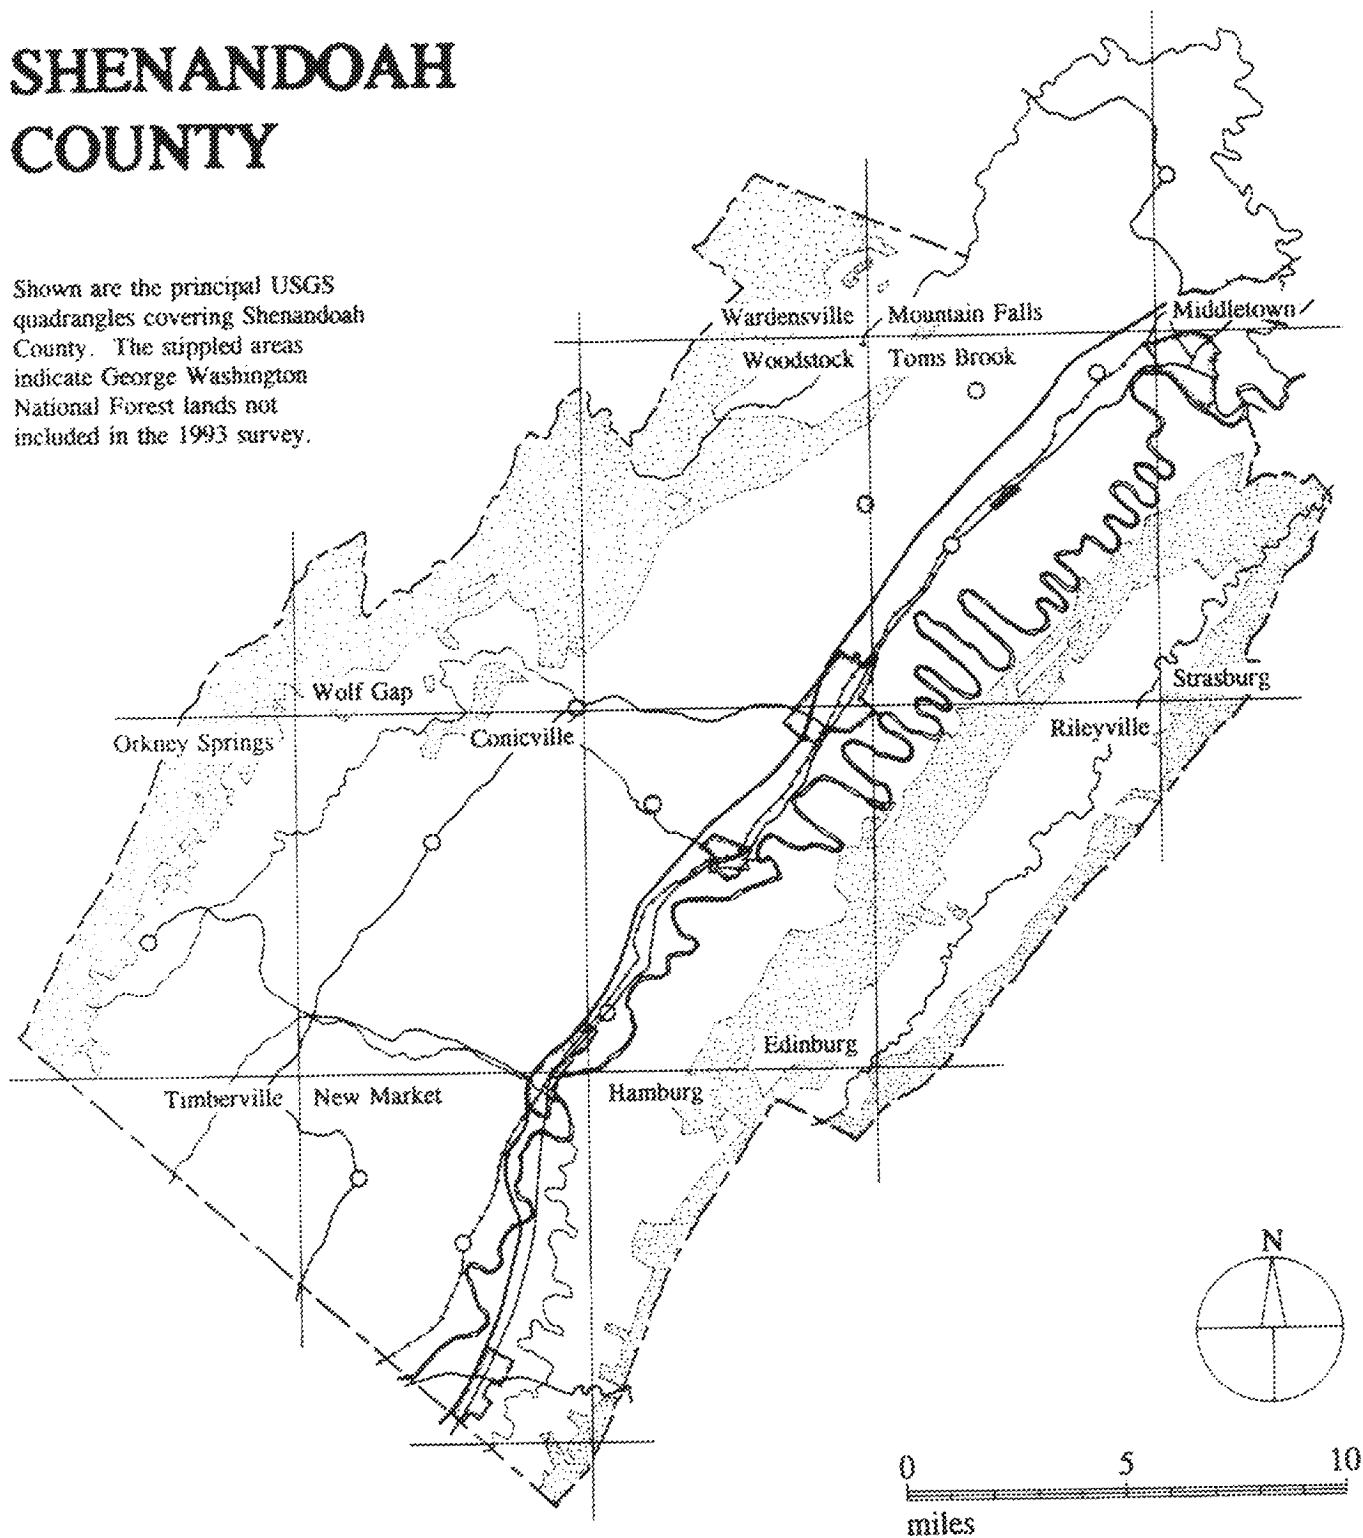 SHENANDOAH
COUNTY
Shown are the principal USGS
quadrangles covering Shenandoah
County. The stippled areas
indicate George Washington
National Forest lands not
included in the 1993 survey.
Wardensville
Mountain Falls
Middletown
Woodstock
Toms Brook
Wolf Gap
Strasburg
Orkney Springs
Conicville
Rileyville
Edinburg
Timberville
New Market
Hamburg
N
0
5
10
miles